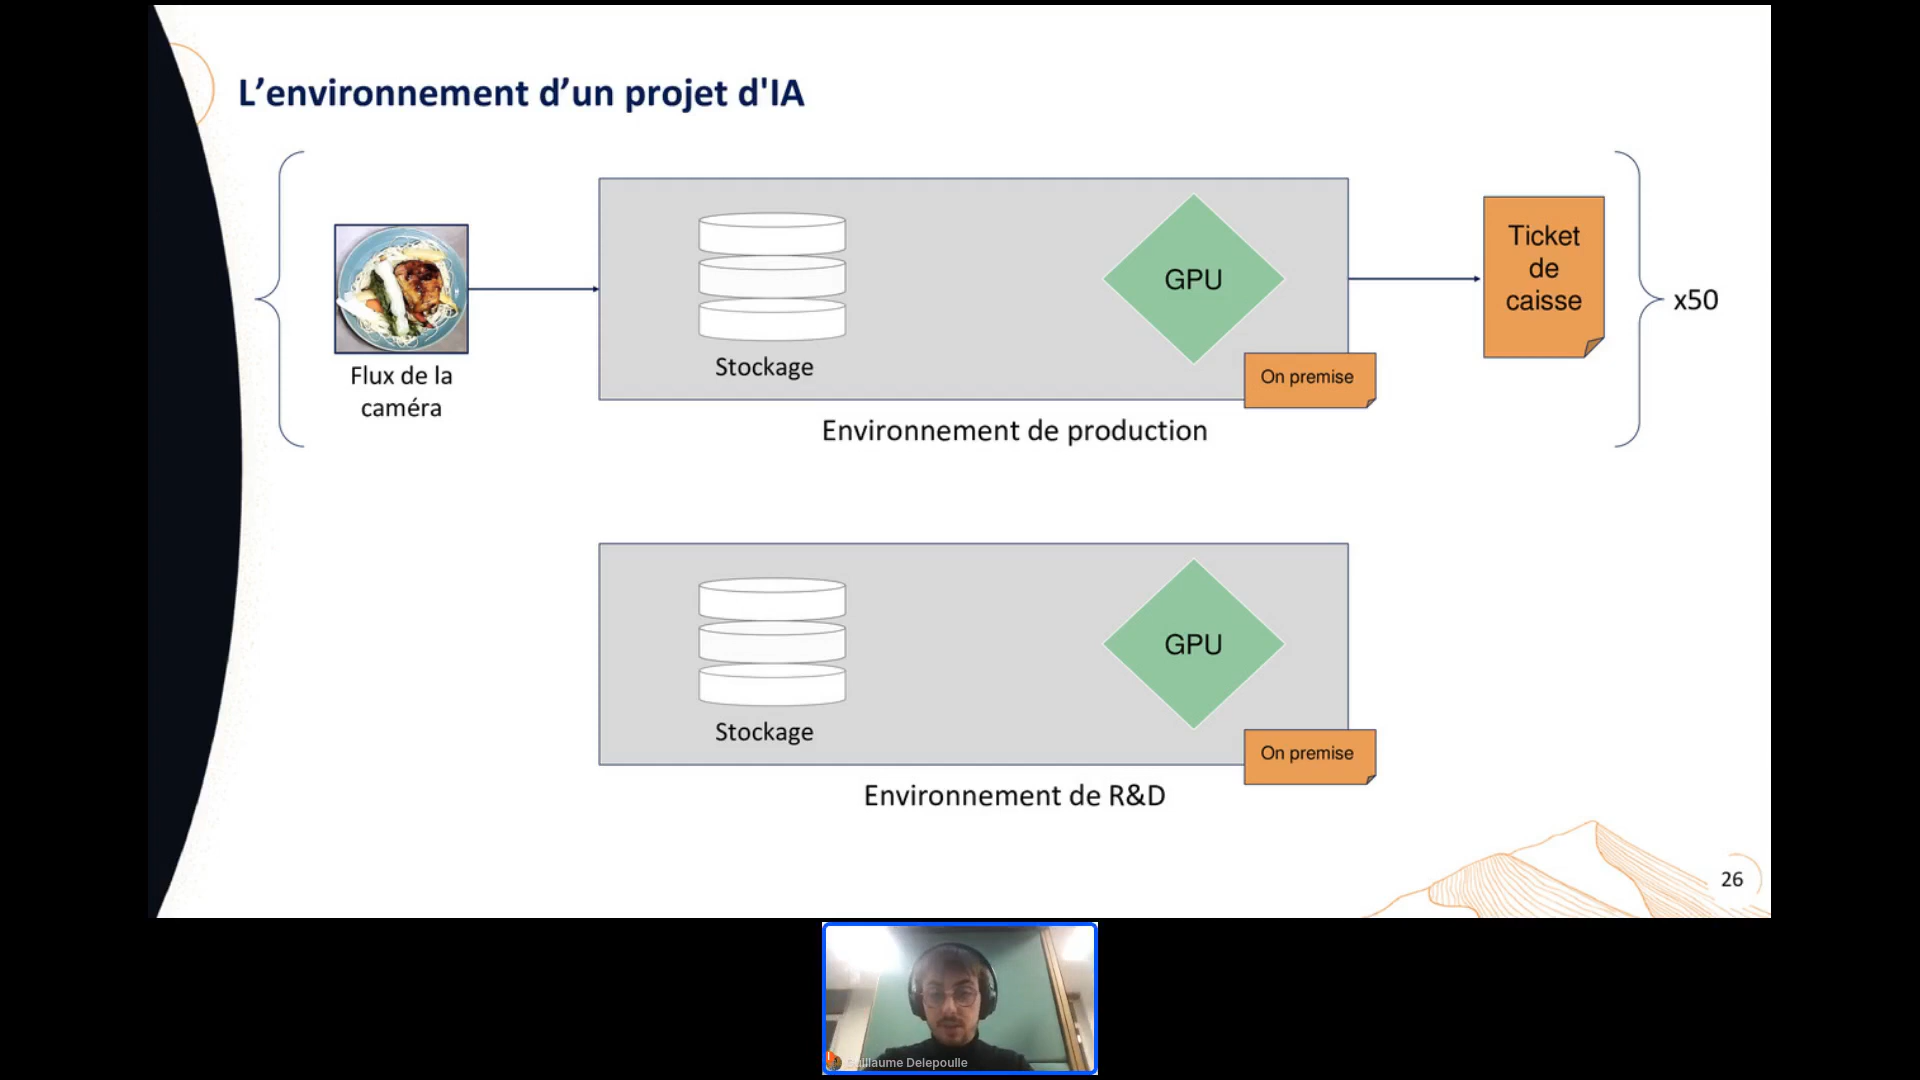 L’environnement d’un projet d'IA
Flux de la
caméra
Stockage
GPU
On premise
Environnement de production
Ticket
de
caisse
x50
Stockage
GPU
On premise
Environnement de R&D
26
Delepoulle